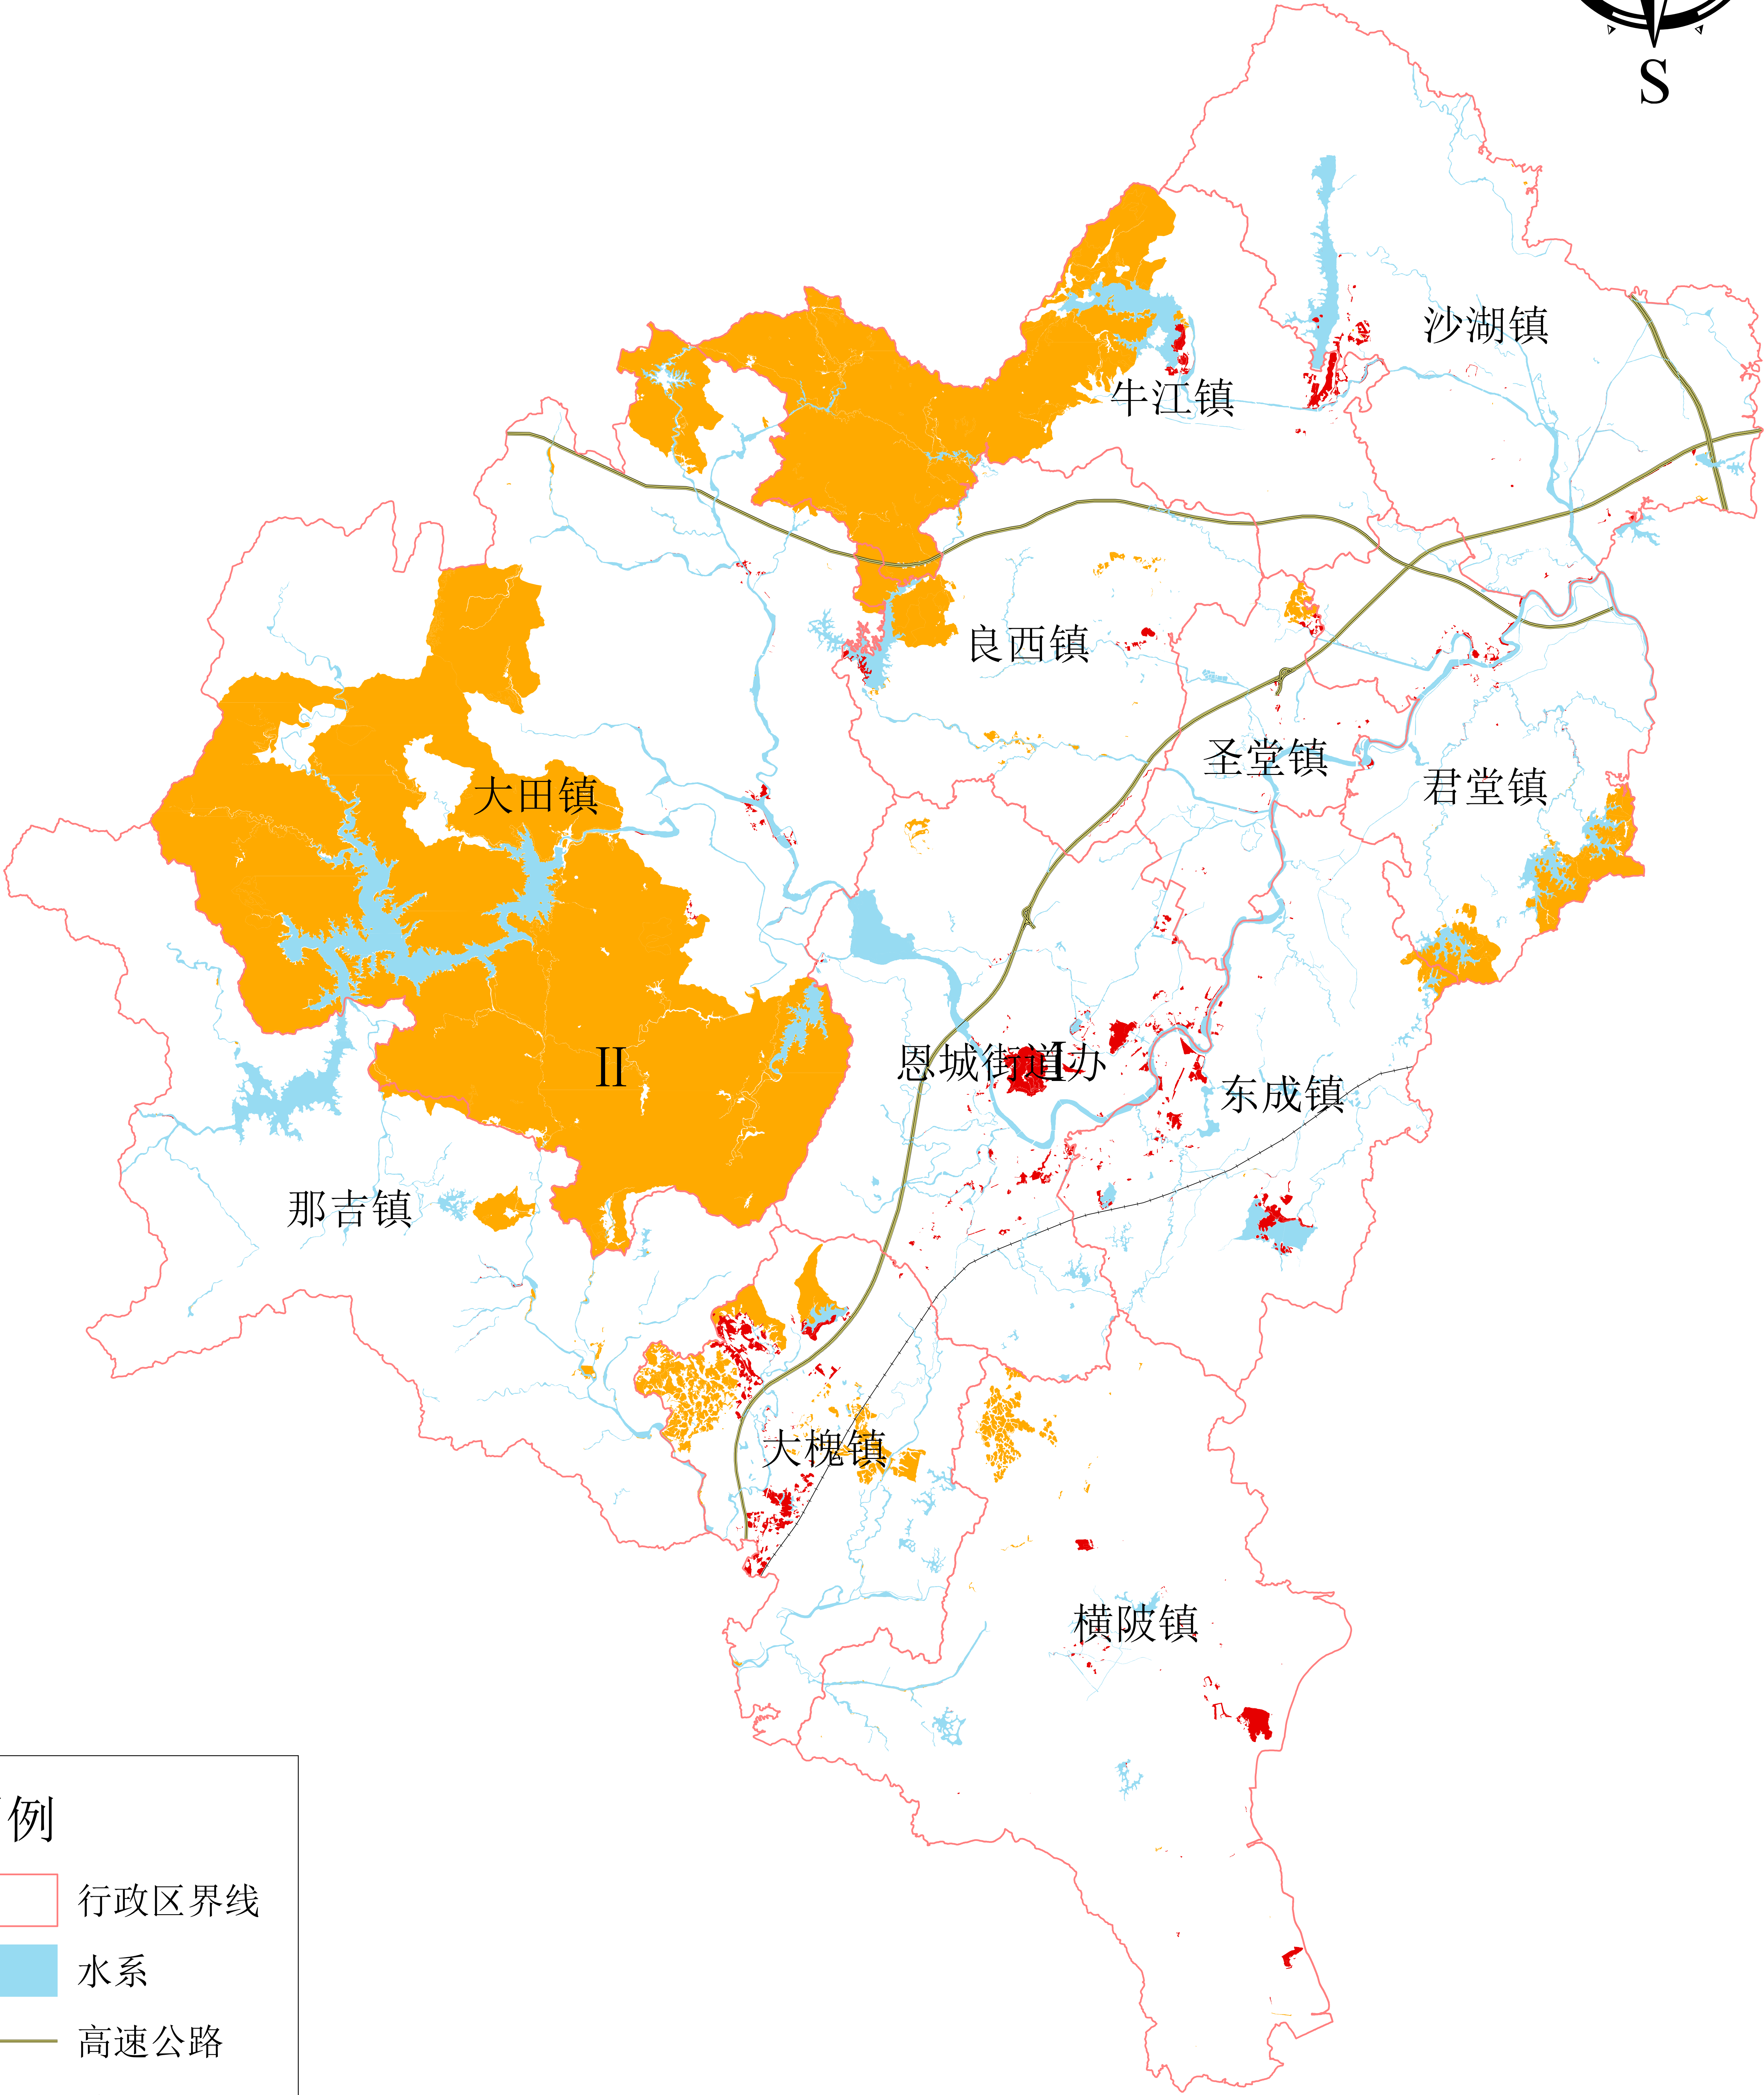 S
沙湖镇
牛江镇
良西镇
圣堂镇
君堂镇
大田镇
II
恩城街道办
I
东成镇
那吉镇
大槐镇
横陂镇
例
行政区界线
水系
高速公路